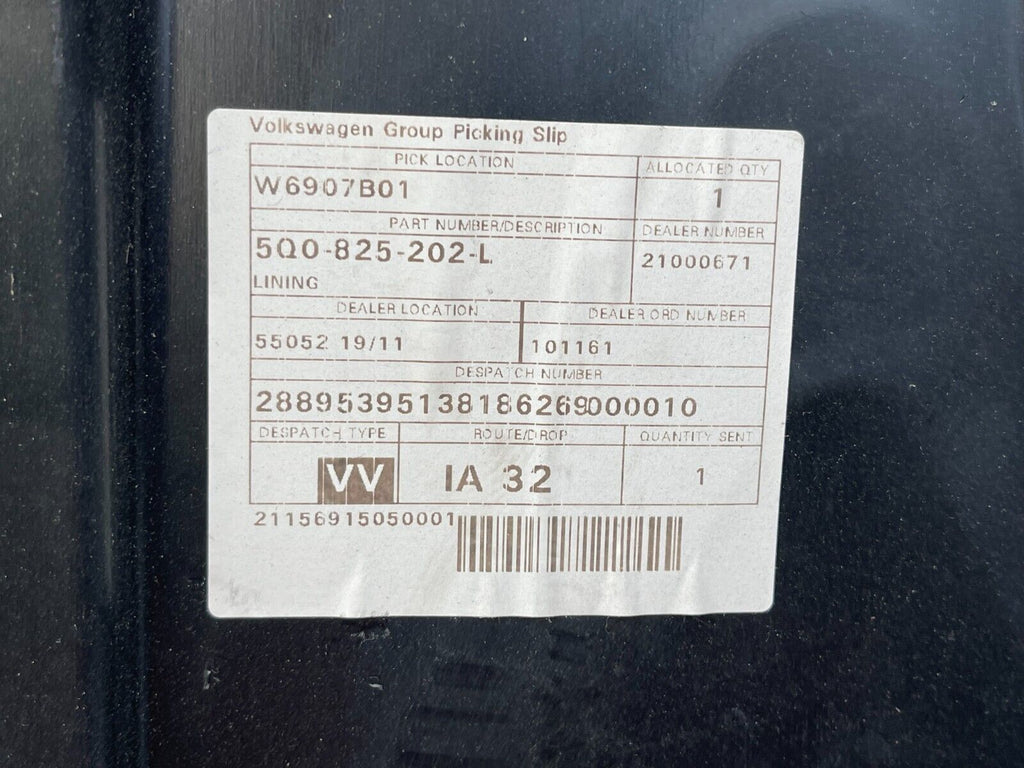 Volkswagen Group Picking Slip
PICK LOCATION ALLOCATED QTY
W6907B01 1
PART NUMBER/DESCRIPTION DEALER NUMBER
5Q0-825-202-L 21000671
LINING
DEALER LOCATION DEALER ORD NUMBER
55052 19/11 101161
DESPATCH NUMBER
288953951381862690000010
DESPATCH TYPE ROUTE/DROP QUANTITY SENT
VV IA 32 1
21156915050001